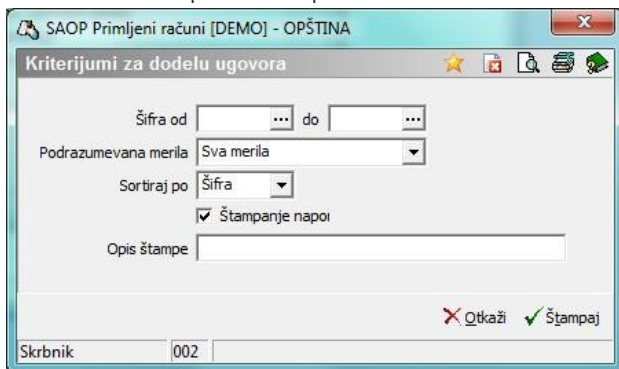 SAOP Primljeni računi [DEMO] - OPŠTINA
Kriterijumi za dodelu ugovora
Šifra od ... do ...
Podrazumevana merila Sva merila
Sortiraj po Šifra
Štampanje napor
Opis štampe
Otkaži Štampaj
Skrbnik 002